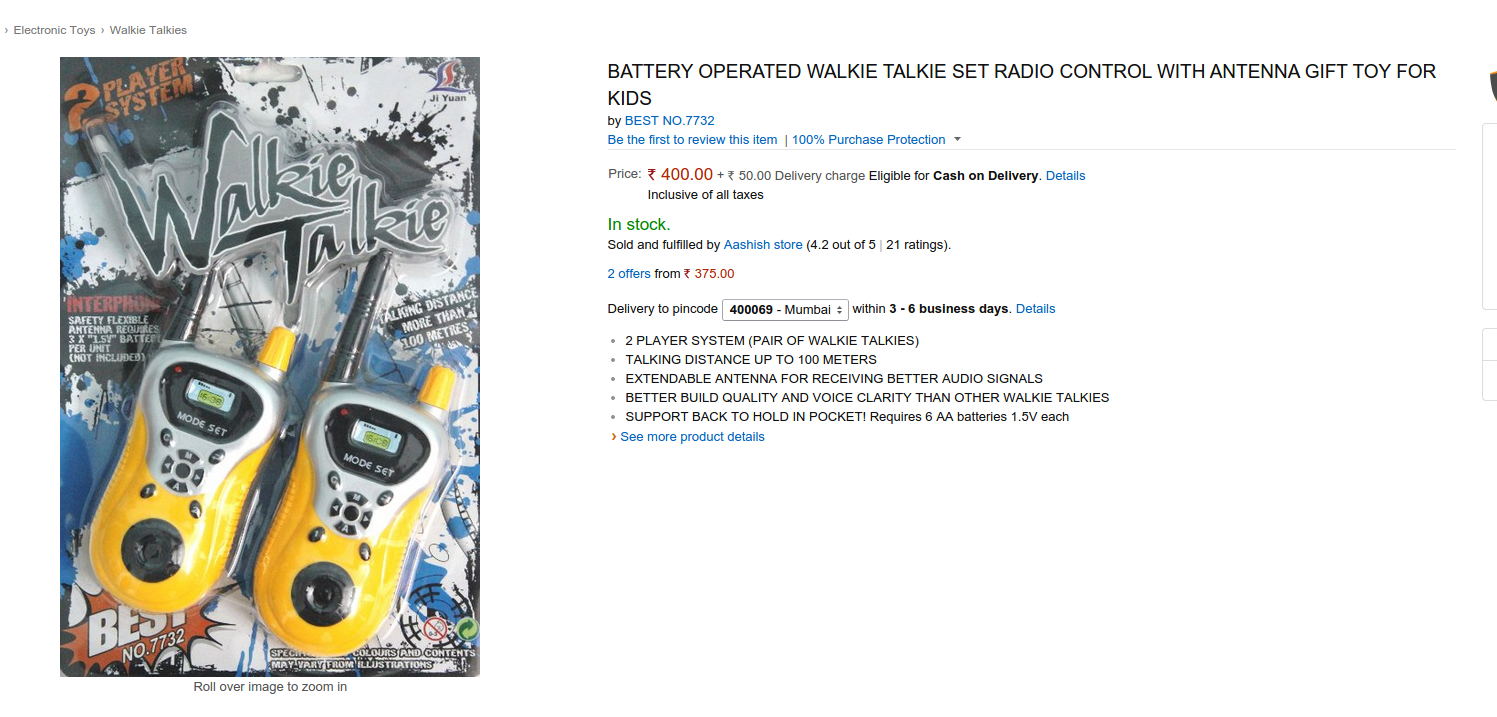 › Electronic Toys › Walkie Talkies
2 PLAYER
SYSTEM
Ji Yuan
Walkie
Talkie
INTERPHONE
SAFETY FLEXIBLE
ANTENNA REQUIRES
3 X "1.5V" BATTERY
PER UNIT
(NOT INCLUDED)
TALKING DISTANCE
MORE THAN
100 METRES
MODE SET
MODE SET
M
A
M
A
BEST
NO.7732
0-3
COLOURS AND CONTENTS
MAY VARY FROM ILLUSTRATIONS
Roll over image to zoom in
BATTERY OPERATED WALKIE TALKIE SET RADIO CONTROL WITH ANTENNA GIFT TOY FOR
KIDS
by BEST NO.7732
Be the first to review this item | 100% Purchase Protection
Price: ₹ 400.00 + ₹ 50.00 Delivery charge Eligible for Cash on Delivery. Details
Inclusive of all taxes
In stock.
Sold and fulfilled by Aashish store (4.2 out of 5 | 21 ratings).
2 offers from ₹ 375.00
Delivery to pincode 400069 - Mumbai within 3 - 6 business days. Details
• 2 PLAYER SYSTEM (PAIR OF WALKIE TALKIES)
• TALKING DISTANCE UP TO 100 METERS
• EXTENDABLE ANTENNA FOR RECEIVING BETTER AUDIO SIGNALS
• BETTER BUILD QUALITY AND VOICE CLARITY THAN OTHER WALKIE TALKIES
• SUPPORT BACK TO HOLD IN POCKET! Requires 6 AA batteries 1.5V each
› See more product details